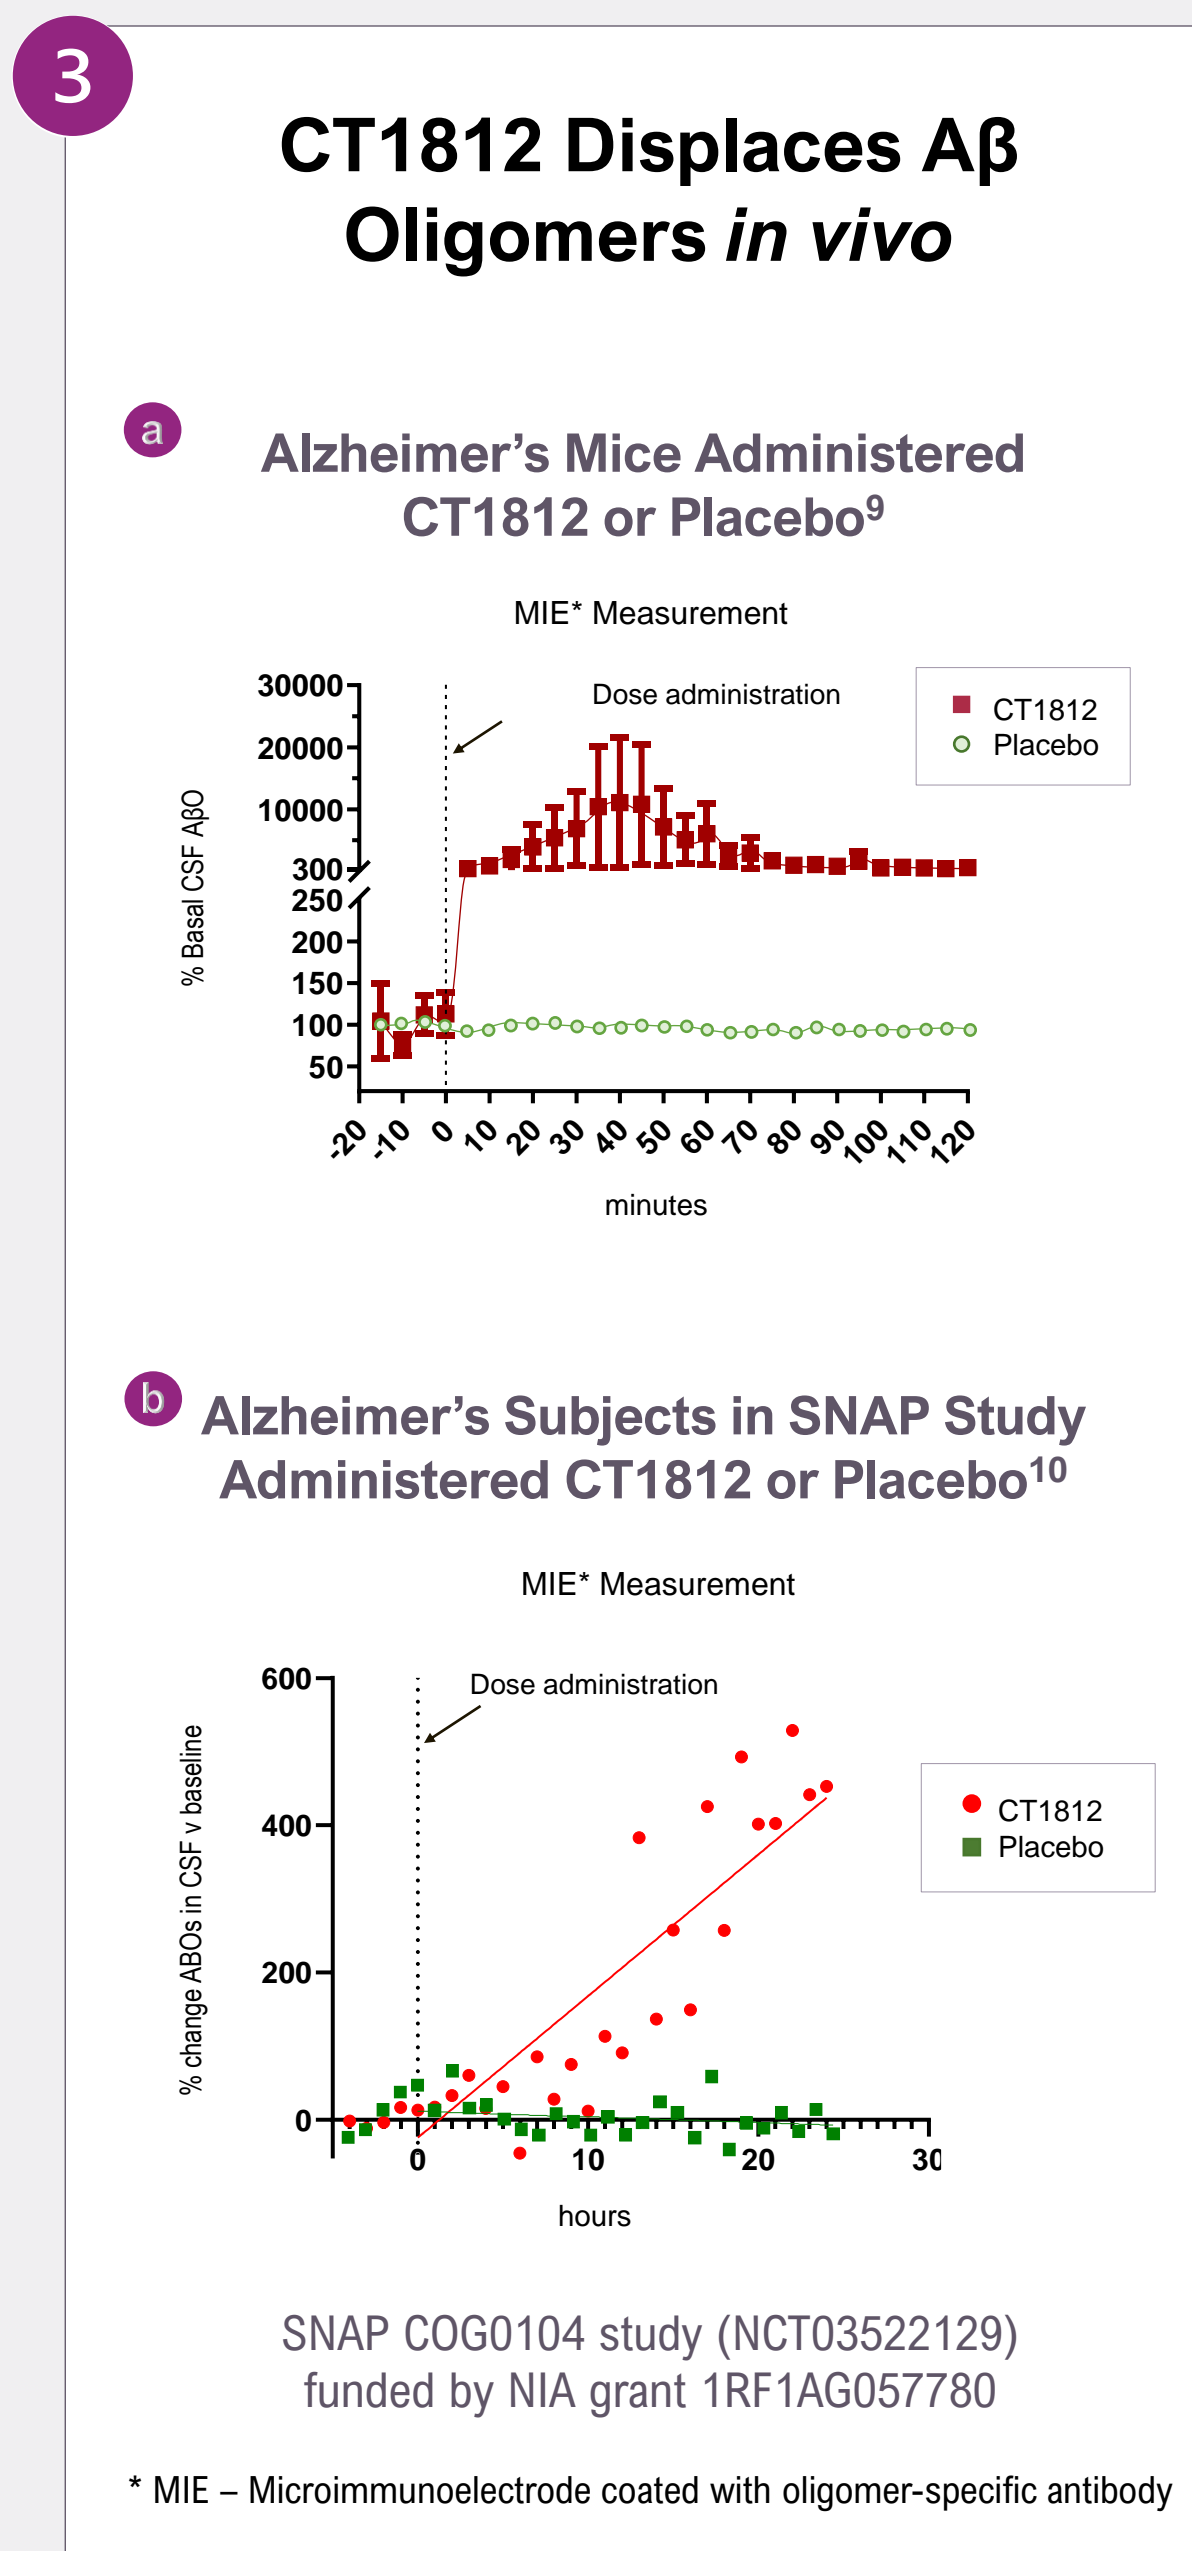 3
CT1812 Displaces Aβ
Oligomers in vivo
a
Alzheimer’s Mice Administered
CT1812 or Placebo⁹
MIE* Measurement
Dose administration
CT1812
Placebo
% Basal CSF AβO
30000
20000
10000
300
250
200
150
100
50
-20 -10 0 10 20 30 40 50 60 70 80 90 100 110 120
minutes
b
Alzheimer’s Subjects in SNAP Study
Administered CT1812 or Placebo¹⁰
MIE* Measurement
Dose administration
CT1812
Placebo
% change ABOs in CSF v baseline
600
400
200
0
0 10 20 30
hours
SNAP COG0104 study (NCT03522129)
funded by NIA grant 1RF1AG057780
* MIE – Microimmunoelectrode coated with oligomer-specific antibody